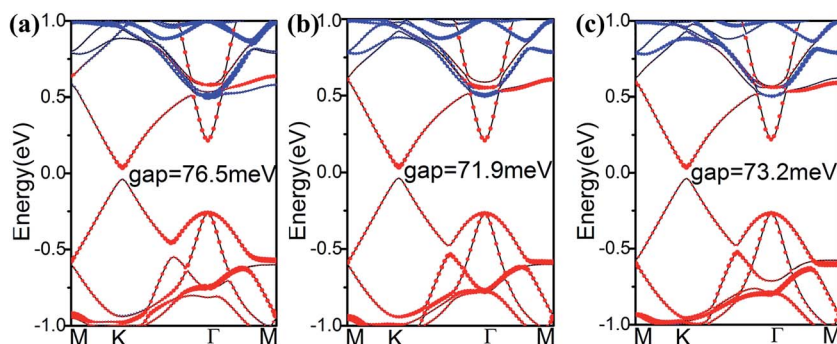 (a) 1.0 (b) 1.0 (c) 1.0
0.5 0.5 0.5
Energy(eV) 0.0 gap=76.5meV Energy(eV) 0.0 gap=71.9meV Energy(eV) 0.0 gap=73.2meV
-0.5 -0.5 -0.5
-1.0 -1.0 -1.0
M K Γ M M K Γ M M K Γ M